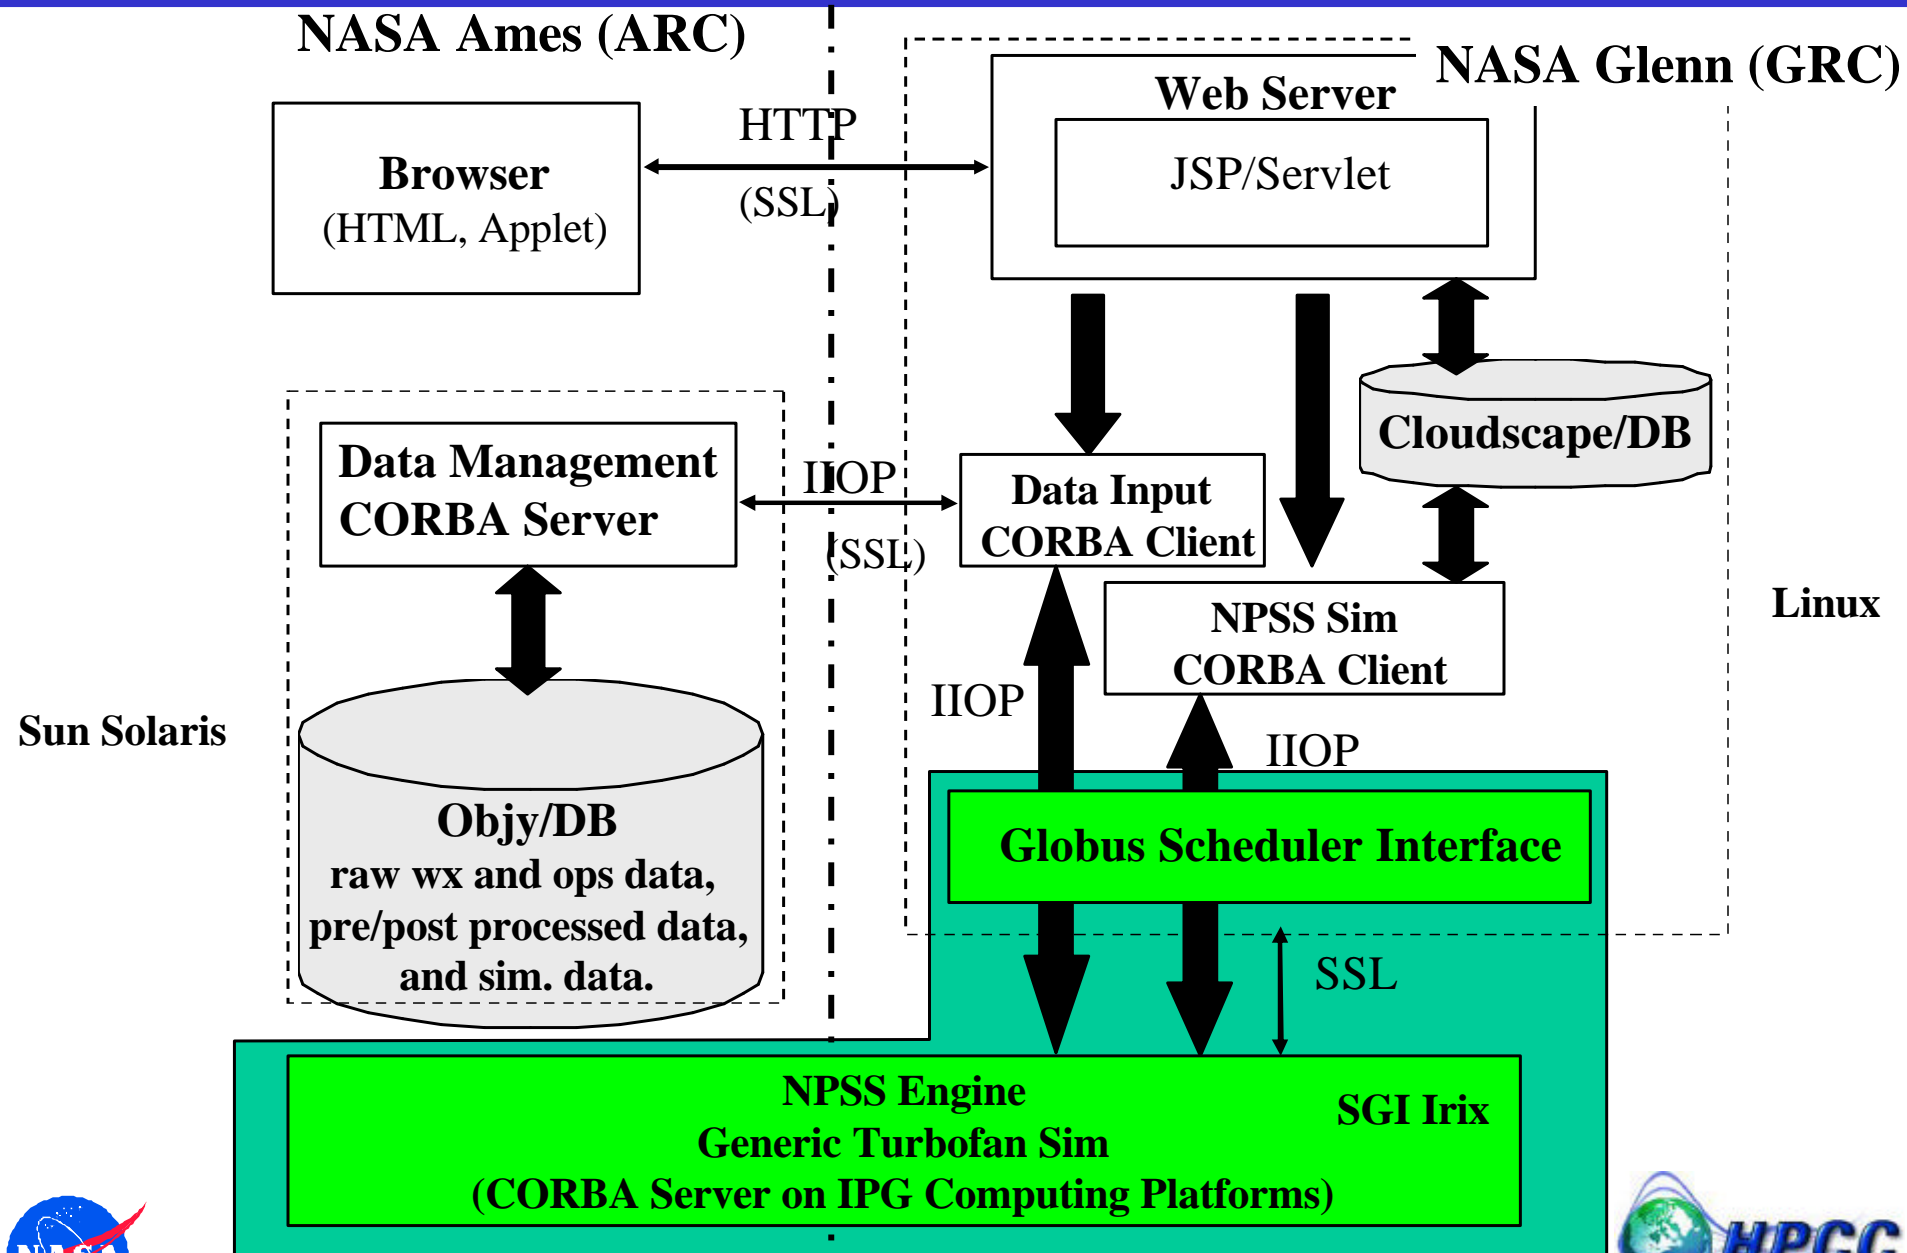 NASA Ames (ARC)
NASA Glenn (GRC)
Web Server
JSP/Servlet
HTTP
(SSL)
Browser
(HTML, Applet)
Cloudscape/DB
Data Management
CORBA Server
IIOP
(SSL)
Data Input
CORBA Client
NPSS Sim
CORBA Client
Linux
IIOP
IIOP
Sun Solaris
Objy/DB
raw wx and ops data,
pre/post processed data,
and sim. data.
Globus Scheduler Interface
SSL
NPSS Engine
Generic Turbofan Sim
(CORBA Server on IPG Computing Platforms)
SGI Irix
NASA
HPCC